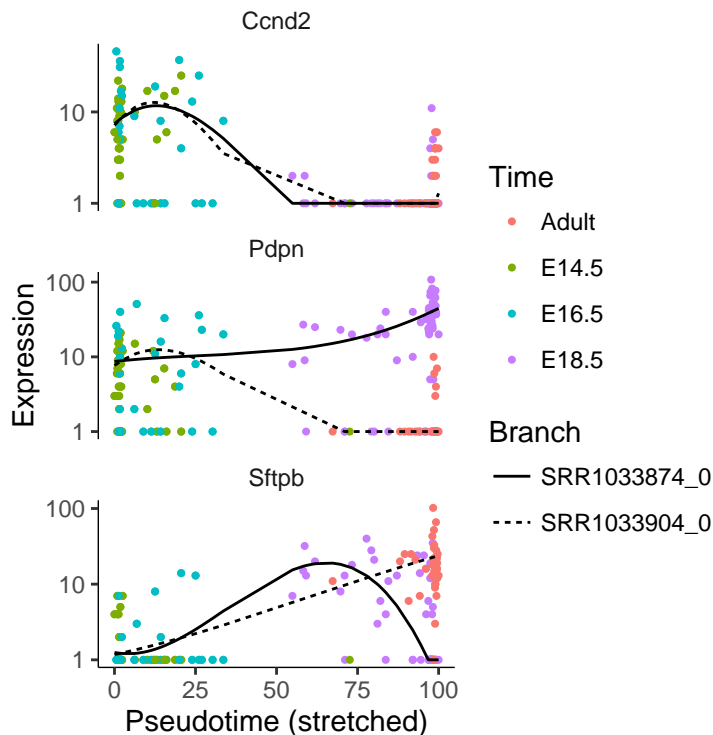 Ccnd2
10
1
Pdpn
100
10
1
Sftpb
100
10
1
0
25
50
75
100
Pseudotime (stretched)
Expression
Time
Adult
E14.5
E16.5
E18.5
Branch
SRR1033874_0
SRR1033904_0